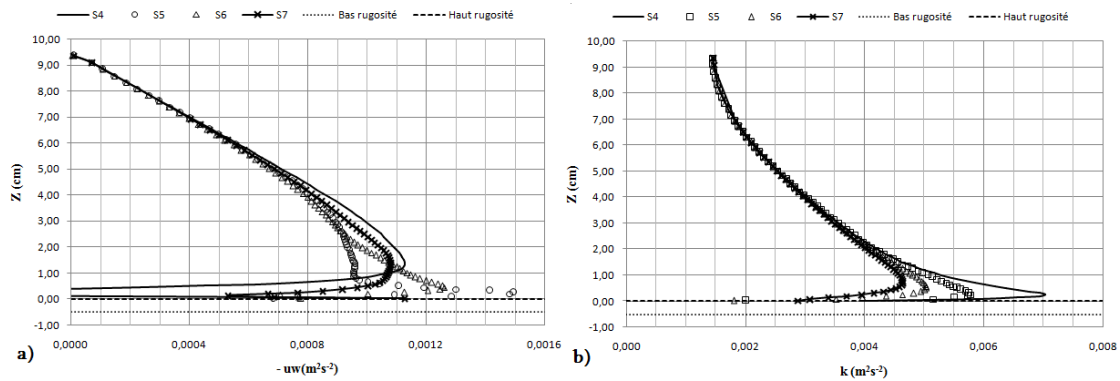 S4 S5 S6 S7 Bas rugosité Haut rugosité
10,00
9,00
8,00
7,00
6,00
5,00
4,00
3,00
2,00
1,00
0,00
-1,00
Z (cm)
0,0000 0,0004 0,0008 0,0012 0,0016
- uw(m²s-²)
a)
S4 S5 S6 S7 Bas rugosité Haut rugosité
10,00
9,00
8,00
7,00
6,00
5,00
4,00
3,00
2,00
1,00
0,00
-1,00
Z (cm)
0,000 0,002 0,004 0,006 0,008
k (m²s-²)
b)